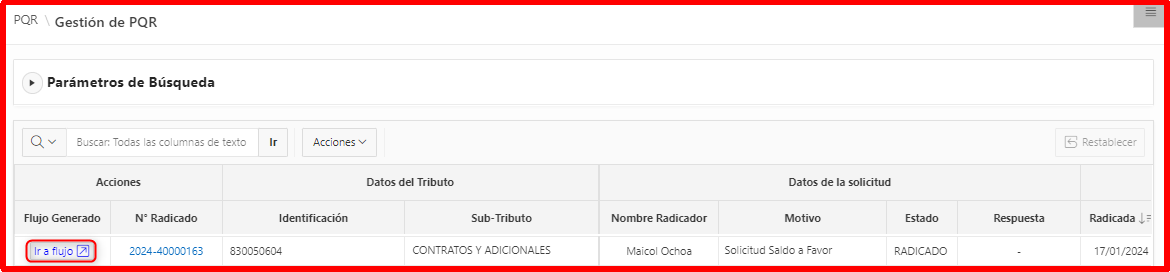 PQR \ Gestión de PQR
Parámetros de Búsqueda
Buscar: Todas las columnas de texto Ir Acciones Restablecer
Acciones Datos del Tributo Datos de la solicitud
Flujo Generado N° Radicado Identificación Sub-Tributo Nombre Radicador Motivo Estado Respuesta Radicada
Ir a flujo 2024-40000163 830050604 CONTRATOS Y ADICIONALES Maicol Ochoa Solicitud Saldo a Favor RADICADO - 17/01/2024